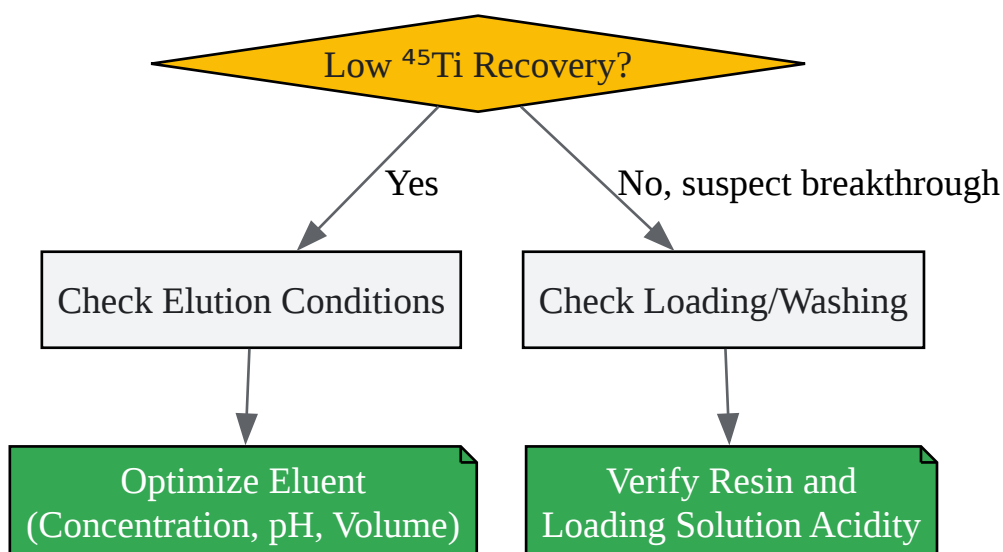 Low ⁴⁵Ti Recovery?
Yes
No, suspect breakthrough
Check Elution Conditions
Check Loading/Washing
Optimize Eluent
(Concentration, pH, Volume)
Verify Resin and
Loading Solution Acidity